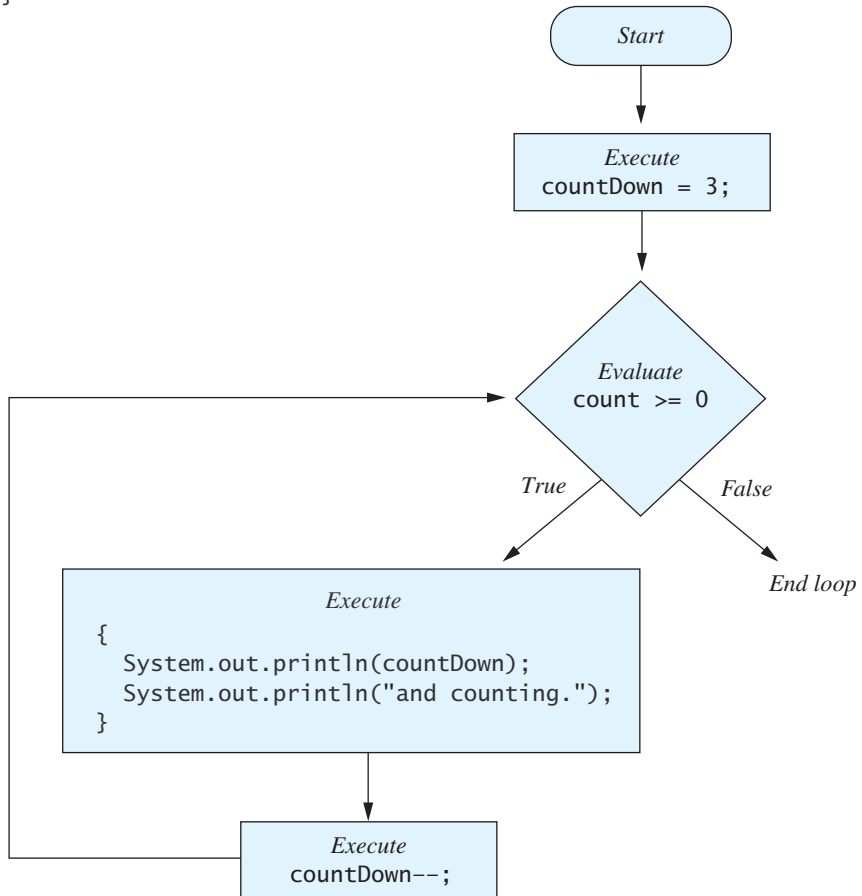 }
Start
Execute
countDown = 3;
Evaluate
count >= 0
True
False
End loop
Execute
{
System.out.println(countDown);
System.out.println("and counting.");
}
Execute
countDown--;